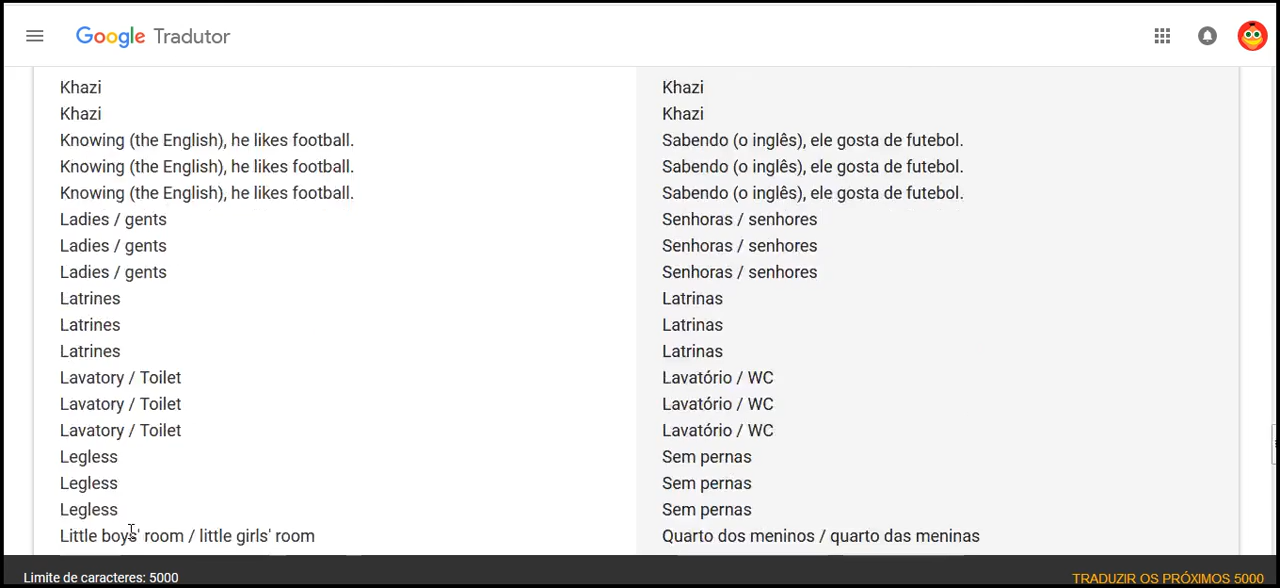 Google Tradutor
Khazi Khazi
Khazi Khazi
Knowing (the English), he likes football. Sabendo (o inglês), ele gosta de futebol.
Knowing (the English), he likes football. Sabendo (o inglês), ele gosta de futebol.
Knowing (the English), he likes football. Sabendo (o inglês), ele gosta de futebol.
Ladies / gents Senhoras / senhores
Ladies / gents Senhoras / senhores
Ladies / gents Senhoras / senhores
Latrines Latrinas
Latrines Latrinas
Latrines Latrinas
Lavatory / Toilet Lavatório / WC
Lavatory / Toilet Lavatório / WC
Lavatory / Toilet Lavatório / WC
Legless Sem pernas
Legless Sem pernas
Legless Sem pernas
Little boys' room / little girls' room Quarto dos meninos / quarto das meninas
Limite de caracteres: 5000 TRADUZIR OS PRÓXIMOS 5000